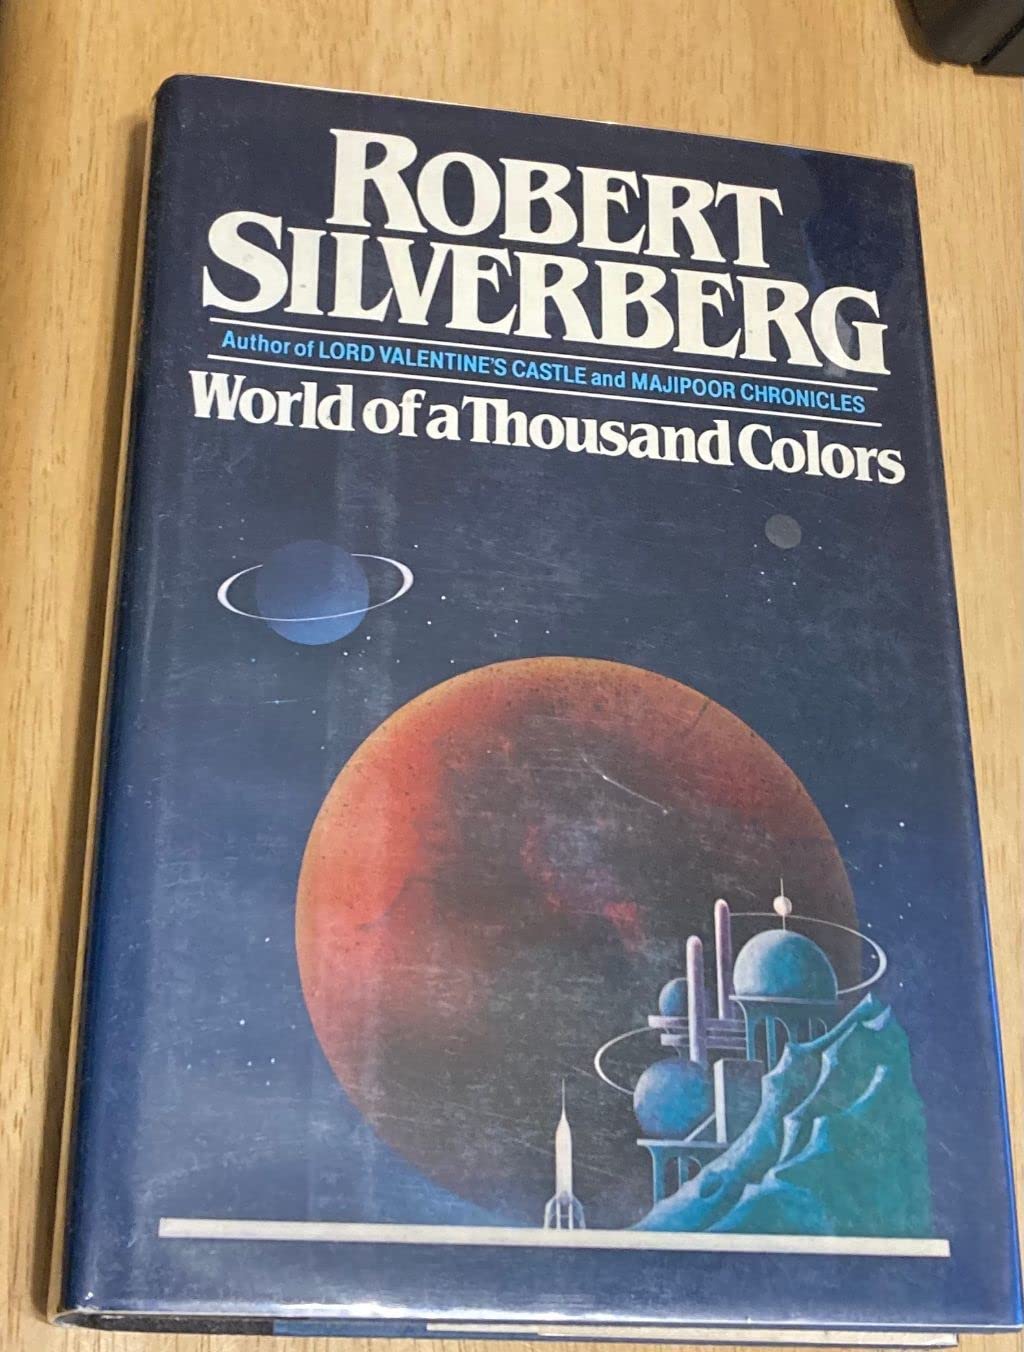 ROBERT
SILVERBERG
Author of LORD VALENTINE'S CASTLE and MAJIPOOR CHRONICLES
World of a Thousand Colors